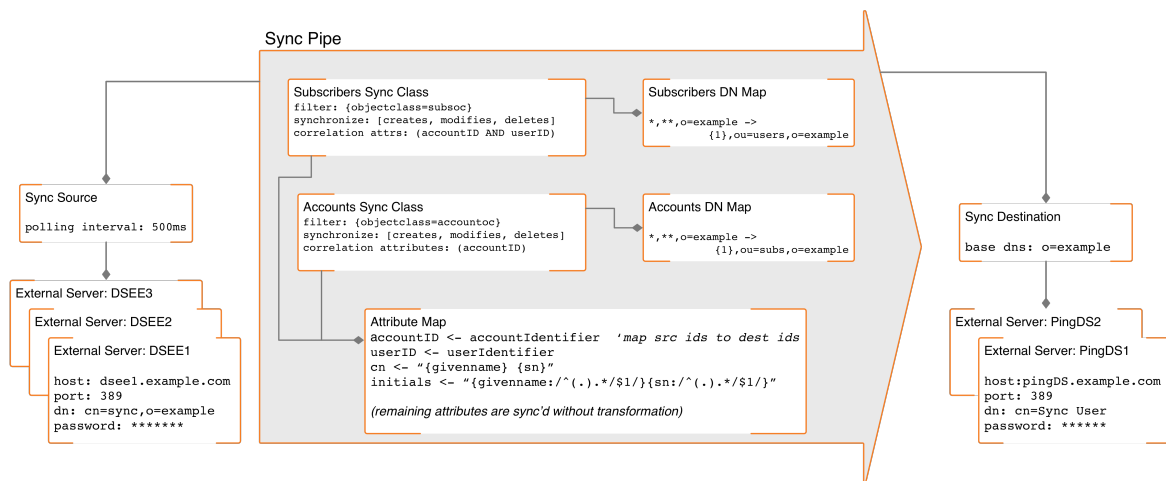 Sync Pipe
Subscribers Sync Class
filter: {objectclass=subsoc}
synchronize: [creates, modifies, deletes]
correlation attrs: (accountID AND userID)
Subscribers DN Map
*,**,o=example ->
{1},ou=users,o=example
Sync Source
polling interval: 500ms
Accounts Sync Class
filter: {objectclass=accountoc}
synchronize: [creates, modifies, deletes]
correlation attributes: (accountID)
Accounts DN Map
*,**,o=example ->
{1},ou=subs,o=example
Sync Destination
base dns: o=example
External Server: DSEE3
External Server: DSEE2
External Server: DSEE1
host: dsee1.example.com
port: 389
dn: cn=sync,o=example
password: *******
Attribute Map
accountID <- accountIdentifier ‘map src ids to dest ids
userID <- userIdentifier
cn <- “{givenname} {sn}”
initials <- “{givenname:/^(.).*/$1/}{sn:/^(.).*/$1/}”
(remaining attributes are sync’d without transformation)
External Server: PingDS2
External Server: PingDS1
host:pingDS.example.com
port: 389
dn: cn=Sync User
password: ******